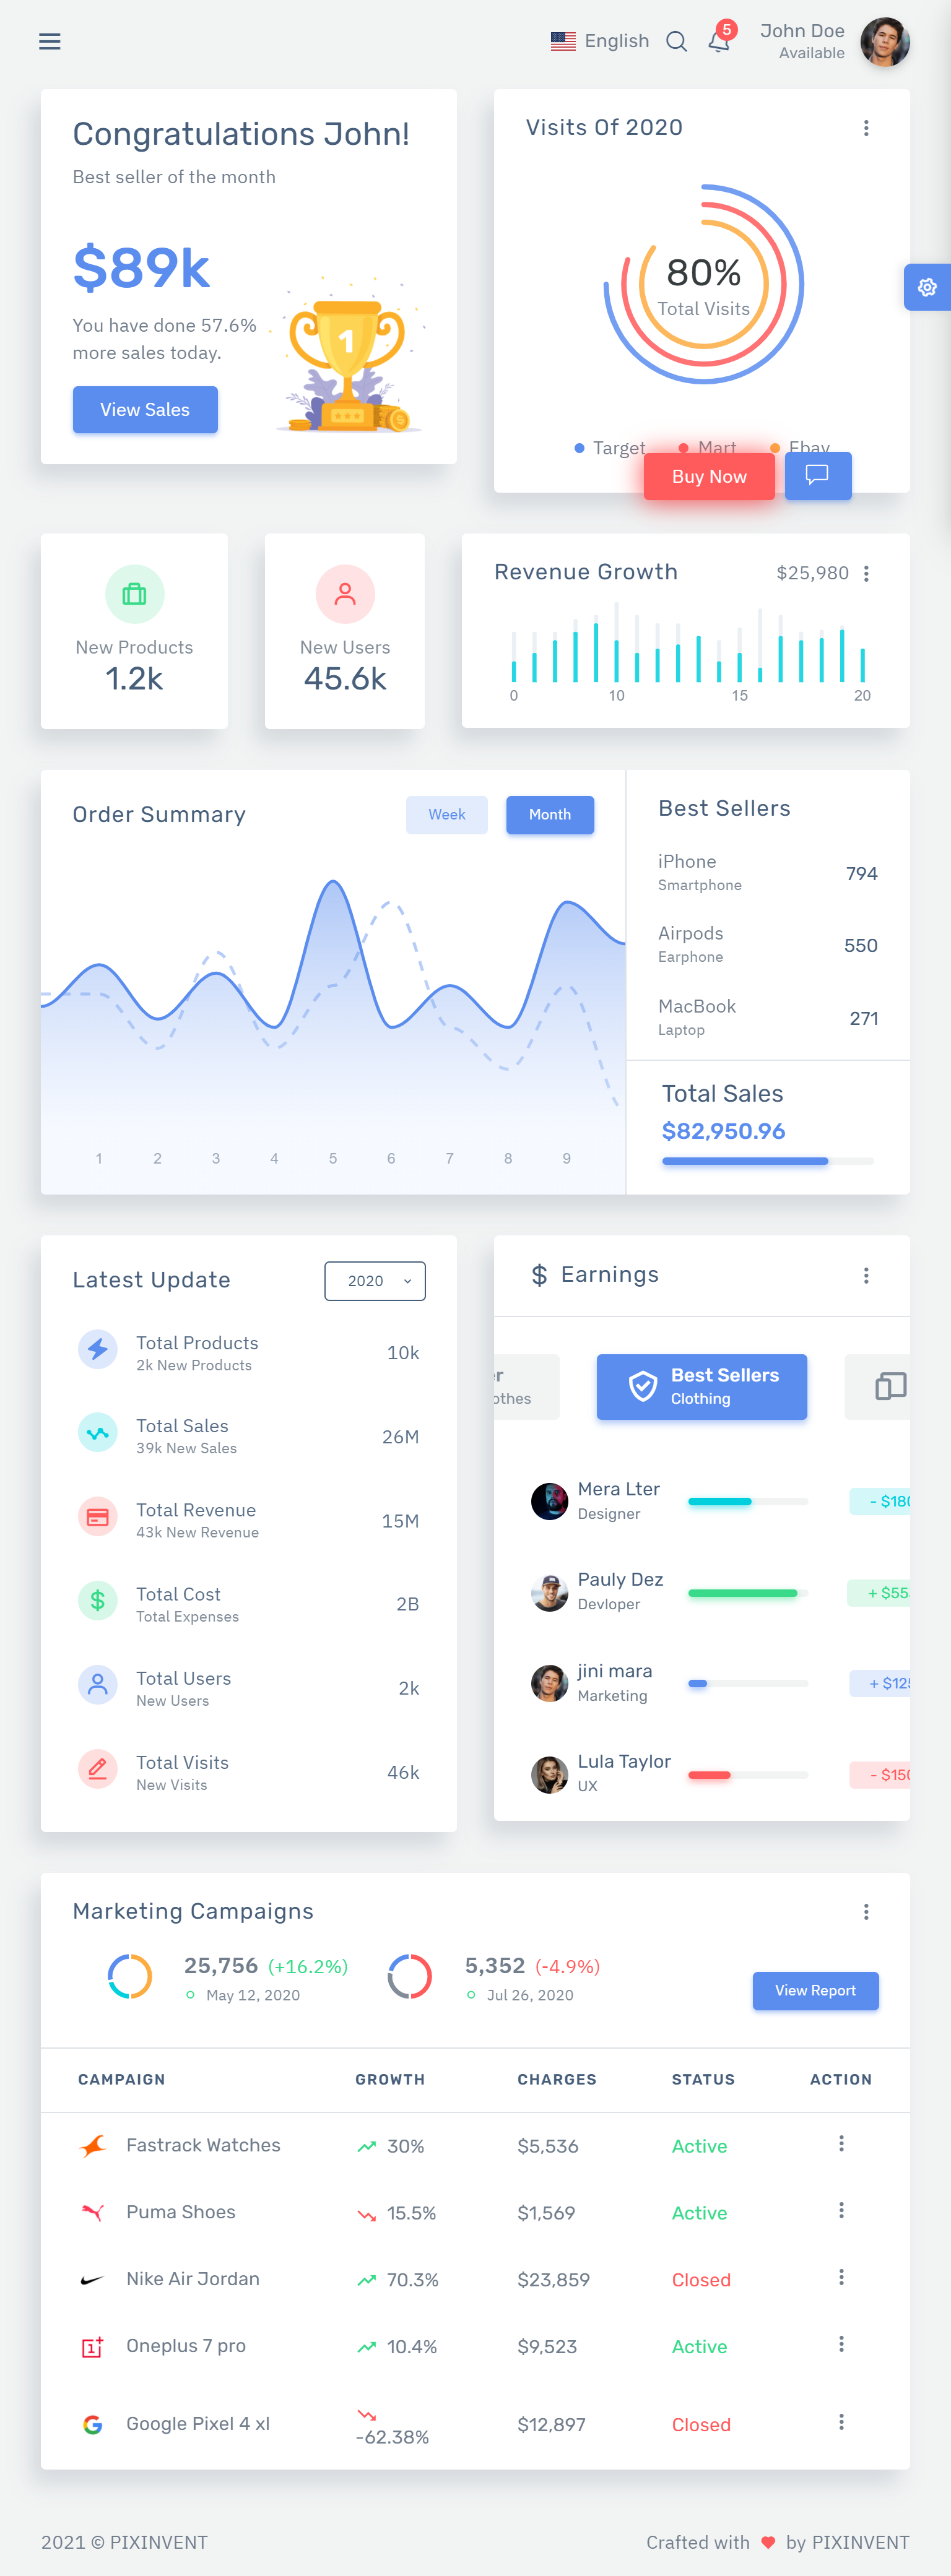 English
5
John Doe
Available
Congratulations John!
Best seller of the month
$89k
You have done 57.6%
more sales today.
View Sales
1
Visits Of 2020
80%
Total Visits
Target
Mart
Ebay
Buy Now
New Products
1.2k
New Users
45.6k
Revenue Growth
$25,980
0 10 15 20
Order Summary
Week
Month
1 2 3 4 5 6 7 8 9
Best Sellers
iPhone
Smartphone
794
Airpods
Earphone
550
MacBook
Laptop
271
Total Sales
$82,950.96
Latest Update
2020
Total Products
2k New Products
10k
Total Sales
39k New Sales
26M
Total Revenue
43k New Revenue
15M
Total Cost
Total Expenses
2B
Total Users
New Users
2k
Total Visits
New Visits
46k
$ Earnings
Best Sellers
Clothing
Mera Lter
Designer
- $180
Pauly Dez
Devloper
+ $55
jini mara
Marketing
+ $125
Lula Taylor
UX
- $150
Marketing Campaigns
25,756 (+16.2%)
May 12, 2020
5,352 (-4.9%)
Jul 26, 2020
View Report
CAMPAIGN GROWTH CHARGES STATUS ACTION
Fastrack Watches 30% $5,536 Active
Puma Shoes 15.5% $1,569 Active
Nike Air Jordan 70.3% $23,859 Closed
Oneplus 7 pro 10.4% $9,523 Active
Google Pixel 4 xl -62.38% $12,897 Closed
2021 © PIXINVENT
Crafted with by PIXINVENT